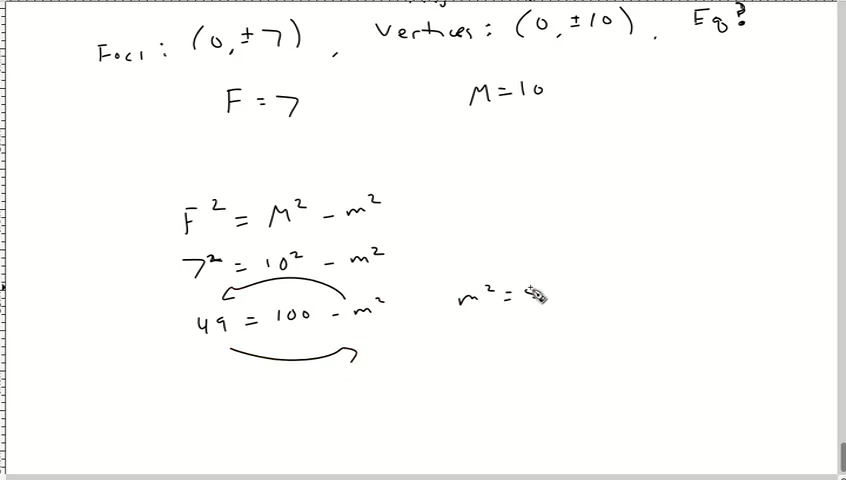 Foci: (0, ±7), Vertices: (0, ±10). Eq?
F = 7 M = 10
F² = M² - m²
7² = 10² - m²
49 = 100 - m² m² =